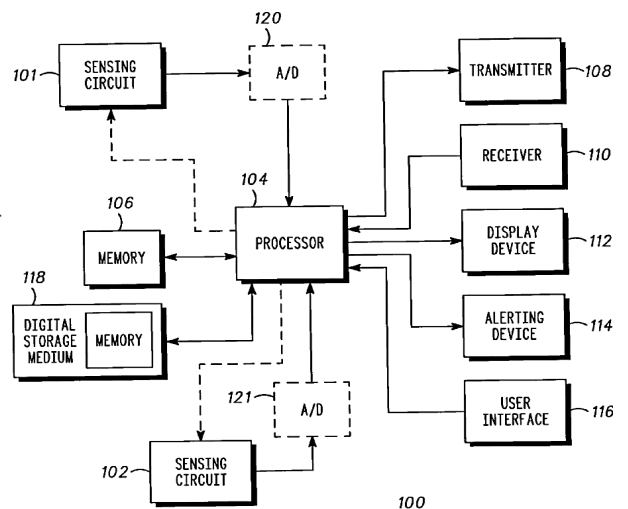 120
SENSING
CIRCUIT
101
A/D
TRANSMITTER
108
RECEIVER
110
104
PROCESSOR
106
MEMORY
DISPLAY
DEVICE
112
118
DIGITAL
STORAGE
MEDIUM
MEMORY
ALERTING
DEVICE
114
121
A/D
USER
INTERFACE
116
102
SENSING
CIRCUIT
100